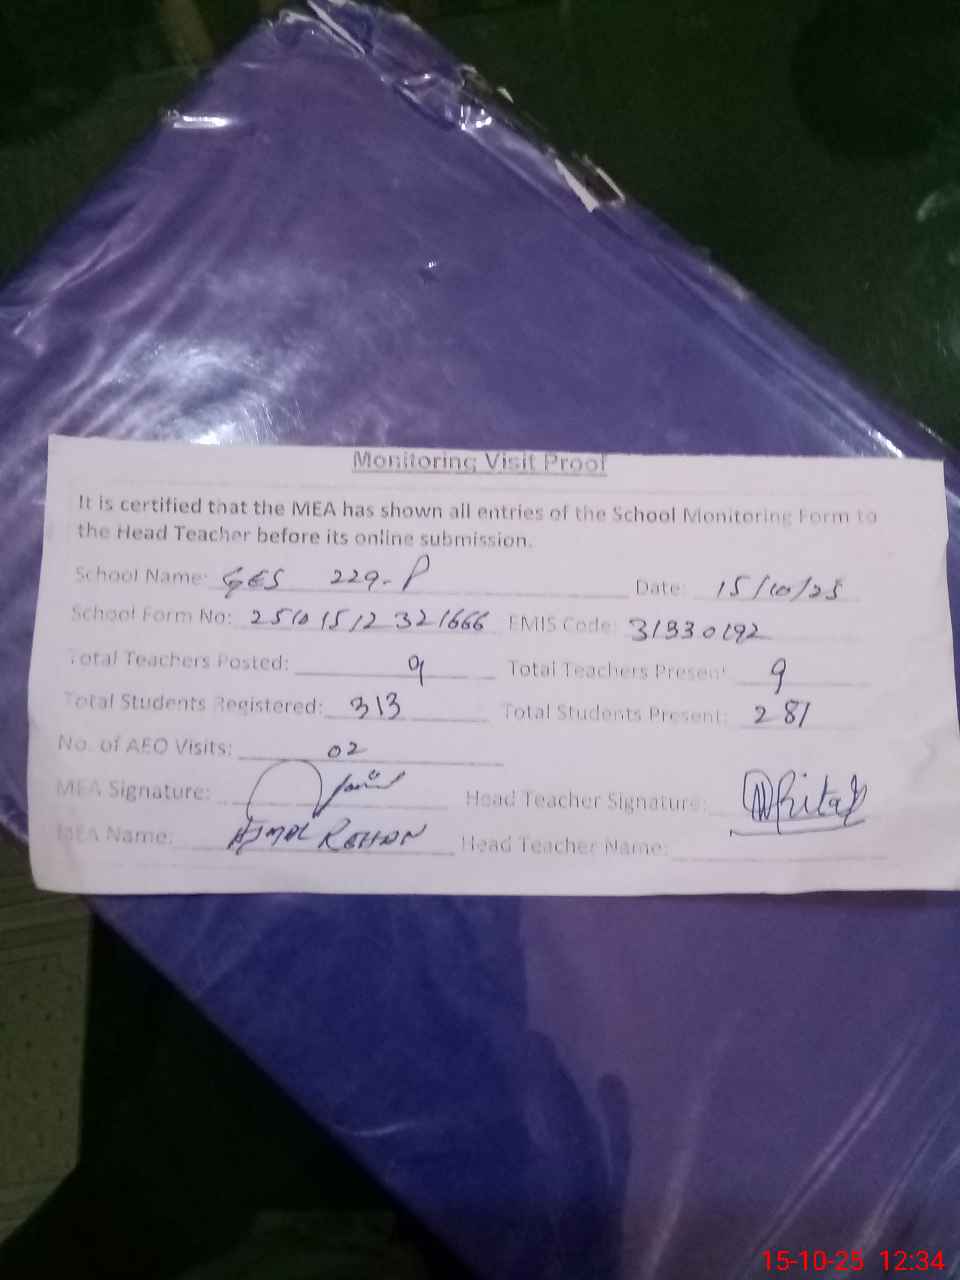 Monitoring Visit Proof
It is certified that the MEA has shown all entries of the School Monitoring Form to
the Head Teacher before its online submission.
School Name: GES 229-P Date: 15/10/25
School Form No: 25101512321666 EMIS Code: 31330192
Total Teachers Posted: 9 Total Teachers Present 9
Total Students Registered: 313 Total Students Present: 281
No. of AEO Visits: 02
MEA Signature: Head Teacher Signature:
MEA Name: Ajmal Rehan Head Teacher Name:
15-10-25 12:34